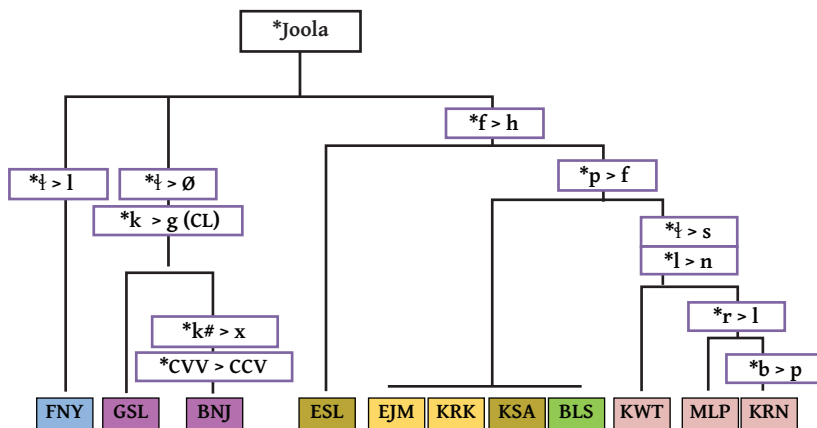 *Joola
*f > h
*ɬ > l
*ɬ > Ø
*p > f
*k > g (CL)
*ɬ > s
*l > n
*r > l
*k# > x
*CVV > CCV
*b > p
FNY GSL BNJ ESL EJM KRK KSA BLS KWT MLP KRN